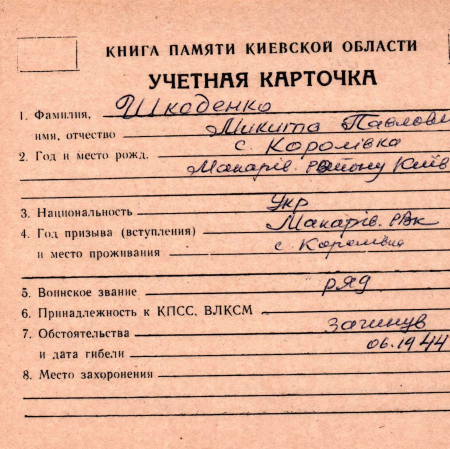 КНИГА ПАМЯТИ КИЕВСКОЙ ОБЛАСТИ
УЧЕТНАЯ КАРТОЧКА
1. Фамилия, Шкоденко
имя, отчество Микита Павлови
с. Королівка
2. Год и место рожд.
Макарів. району Київ
3. Национальность Укр
4. Год призыва (вступления) Макарів. РВК
и место проживания с. Королівка
5. Воинское звание ряд
6. Принадлежность к КПСС, ВЛКСМ
7. Обстоятельства загинув
и дата гибели 06.1944
8. Место захоронения